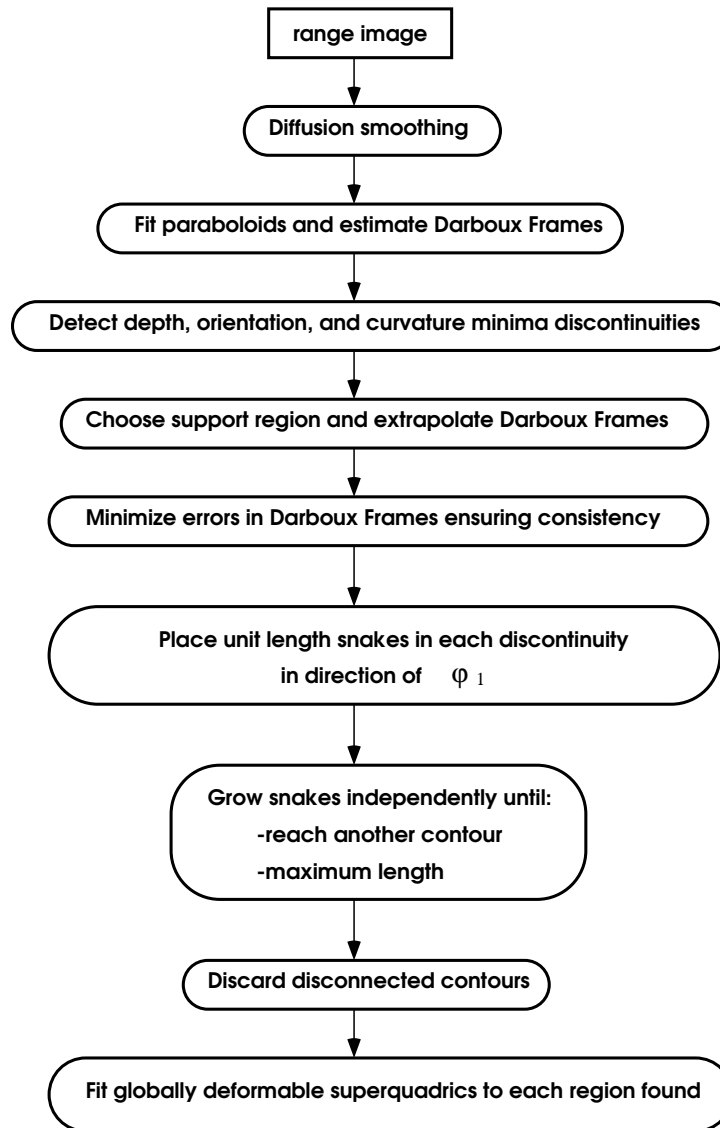 range image
Diffusion smoothing
Fit paraboloids and estimate Darboux Frames
Detect depth, orientation, and curvature minima discontinuities
Choose support region and extrapolate Darboux Frames
Minimize errors in Darboux Frames ensuring consistency
Place unit length snakes in each discontinuity
in direction of φ 1
Grow snakes independently until:
-reach another contour
-maximum length
Discard disconnected contours
Fit globally deformable superquadrics to each region found